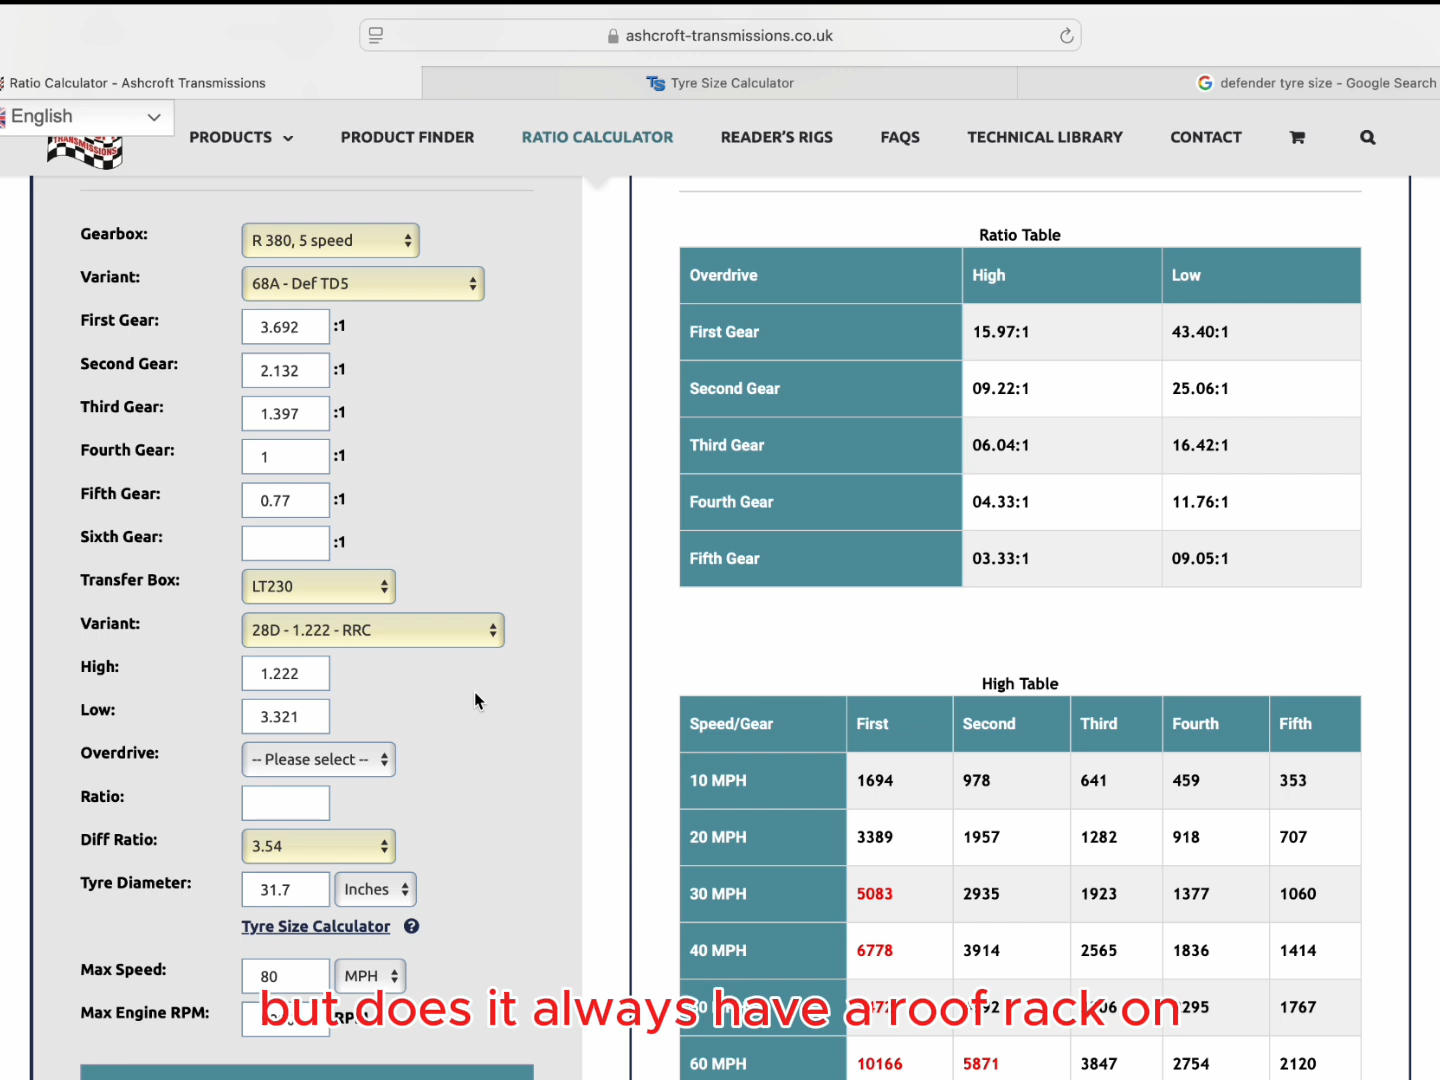 ashcroft-transmissions.co.uk
Ratio Calculator - Ashcroft Transmissions
Tyre Size Calculator
defender tyre size - Google Search
English
TRANSMISSIONS
PRODUCTS
PRODUCT FINDER
RATIO CALCULATOR
READER'S RIGS
FAQS
TECHNICAL LIBRARY
CONTACT
Gearbox: R 380, 5 speed
Variant: 68A - Def TD5
First Gear: 3.692 :1
Second Gear: 2.132 :1
Third Gear: 1.397 :1
Fourth Gear: 1 :1
Fifth Gear: 0.77 :1
Sixth Gear: :1
Transfer Box: LT230
Variant: 28D - 1.222 - RRC
High: 1.222
Low: 3.321
Overdrive: -- Please select --
Ratio:
Diff Ratio: 3.54
Tyre Diameter: 31.7 Inches
Tyre Size Calculator ?
Max Speed: 80 MPH
Max Engine RPM: RPM
Ratio Table
Overdrive High Low
First Gear 15.97:1 43.40:1
Second Gear 09.22:1 25.06:1
Third Gear 06.04:1 16.42:1
Fourth Gear 04.33:1 11.76:1
Fifth Gear 03.33:1 09.05:1
High Table
Speed/Gear First Second Third Fourth Fifth
10 MPH 1694 978 641 459 353
20 MPH 3389 1957 1282 918 707
30 MPH 5083 2935 1923 1377 1060
40 MPH 6778 3914 2565 1836 1414
MPH 1767
60 MPH 10166 5871 3847 2754 2120
but does it always have a roof rack on